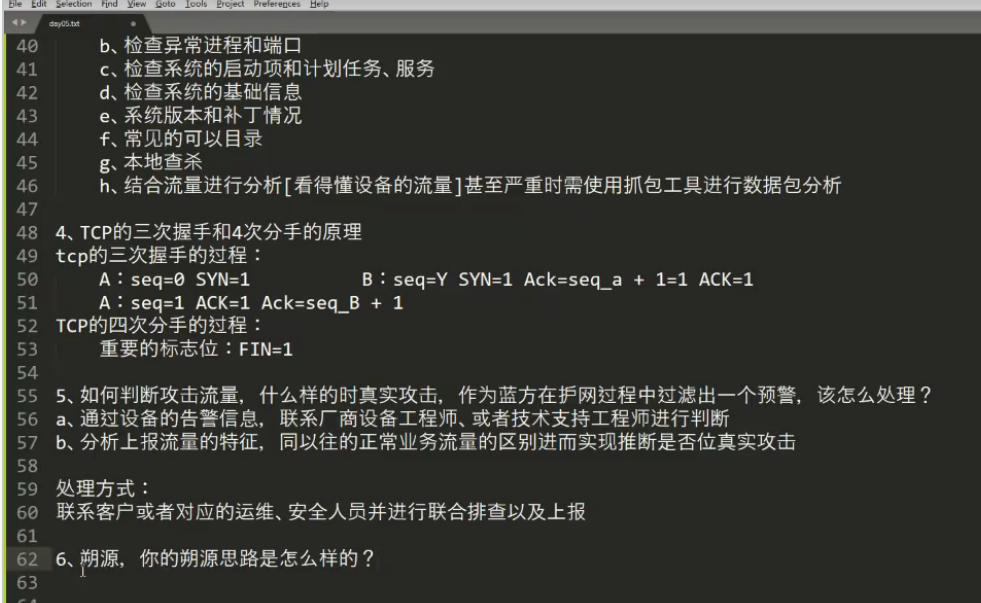 File Edit Selection Find View Goto Tools Project Preferences Help
day05.txt
40 b、检查异常进程和端口
41 c、检查系统的启动项和计划任务、服务
42 d、检查系统的基础信息
43 e、系统版本和补丁情况
44 f、常见的可以目录
45 g、本地查杀
46 h、结合流量进行分析[看得懂设备的流量]甚至严重时需使用抓包工具进行数据包分析
47
48 4、TCP的三次握手和4次分手的原理
49 tcp的三次握手的过程：
50 A：seq=0 SYN=1 B：seq=Y SYN=1 Ack=seq_a + 1=1 ACK=1
51 A：seq=1 ACK=1 Ack=seq_B + 1
52 TCP的四次分手的过程：
53 重要的标志位：FIN=1
54
55 5、如何判断攻击流量，什么样的时真实攻击，作为蓝方在护网过程中过滤出一个预警，该怎么处理？
56 a、通过设备的告警信息，联系厂商设备工程师、或者技术支持工程师进行判断
57 b、分析上报流量的特征，同以往的正常业务流量的区别进而实现推断是否位真实攻击
58
59 处理方式：
60 联系客户或者对应的运维、安全人员并进行联合排查以及上报
61
62 6、朔源，你的朔源思路是怎么样的？
63
64